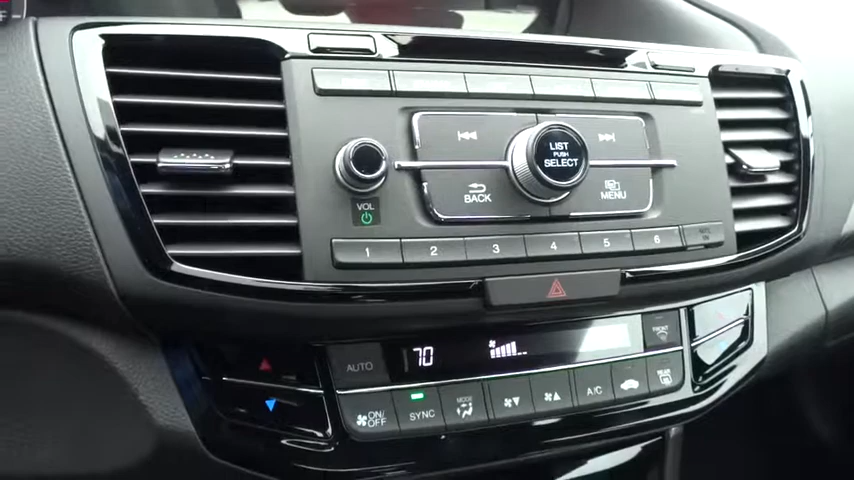 LIST
PUSH
SELECT
BACK
MENU
VOL
1 2 3 4 5 6
AUTO
70
FRONT
ON/
OFF
SYNC
MODE
A/C
REAR